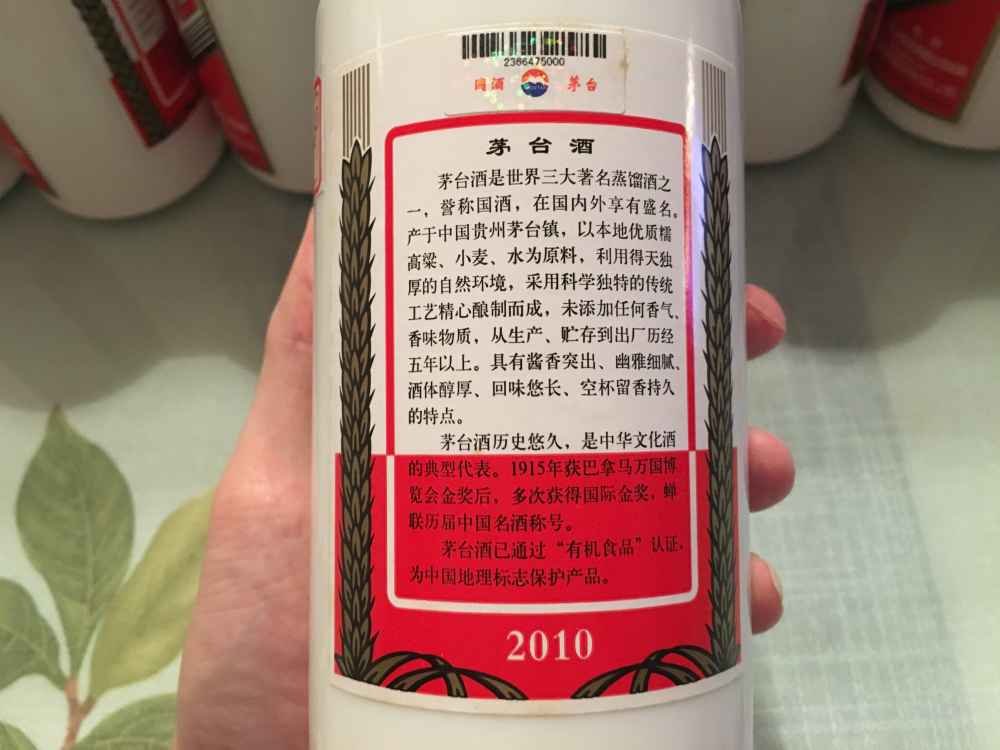 2366475000
国酒 茅台
茅台酒
茅台酒是世界三大著名蒸馏酒之
一，誉称国酒，在国内外享有盛名。
产于中国贵州茅台镇，以本地优质糯
高粱、小麦、水为原料，利用得天独
厚的自然环境，采用科学独特的传统
工艺精心酿制而成，未添加任何香气、
香味物质，从生产、贮存到出厂历经
五年以上。具有酱香突出、幽雅细腻、
酒体醇厚、回味悠长、空杯留香持久
的特点。
茅台酒历史悠久，是中华文化酒
的典型代表。1915年获巴拿马万国博
览会金奖后，多次获得国际金奖，蝉
联历届中国名酒称号。
茅台酒已通过“有机食品”认证，
为中国地理标志保护产品。
2010